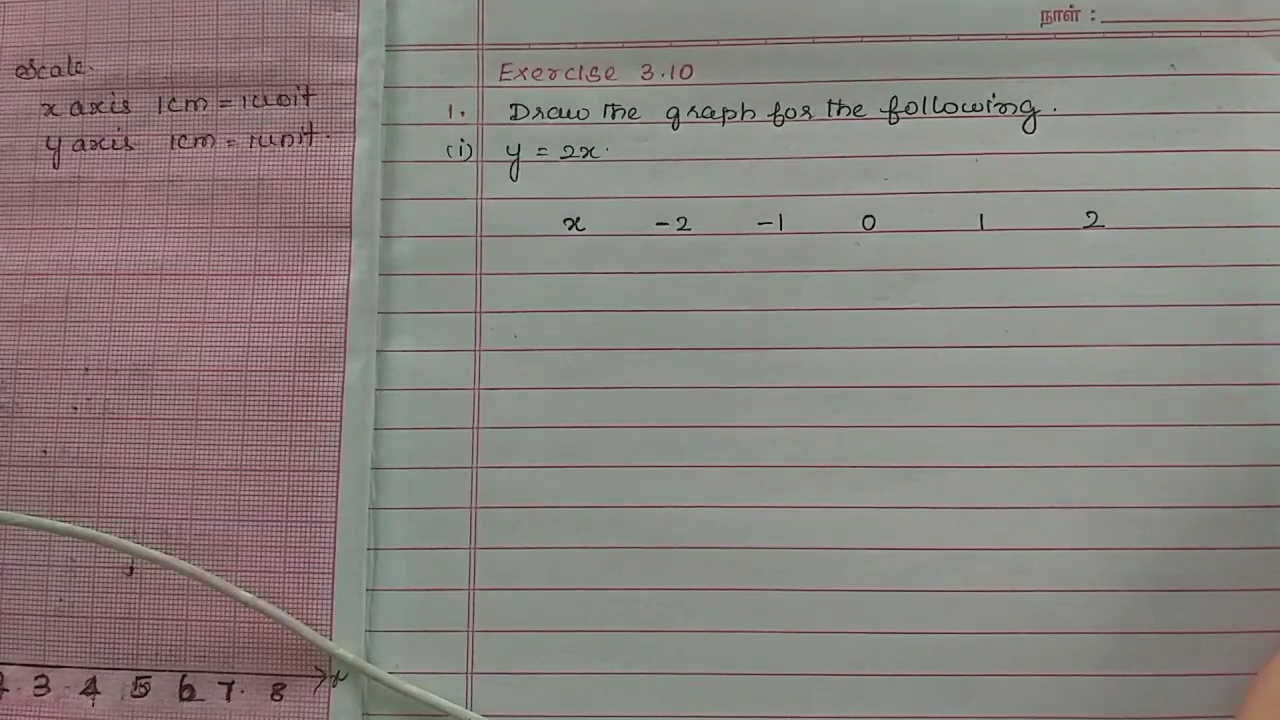 Scale.
x axis 1cm = 1unit
y axis 1cm = 1unit.
3 4 5 6 7 8 x
நாள் :
Exercise 3.10
1. Draw the graph for the following.
(i) y = 2x.
x -2 -1 0 1 2